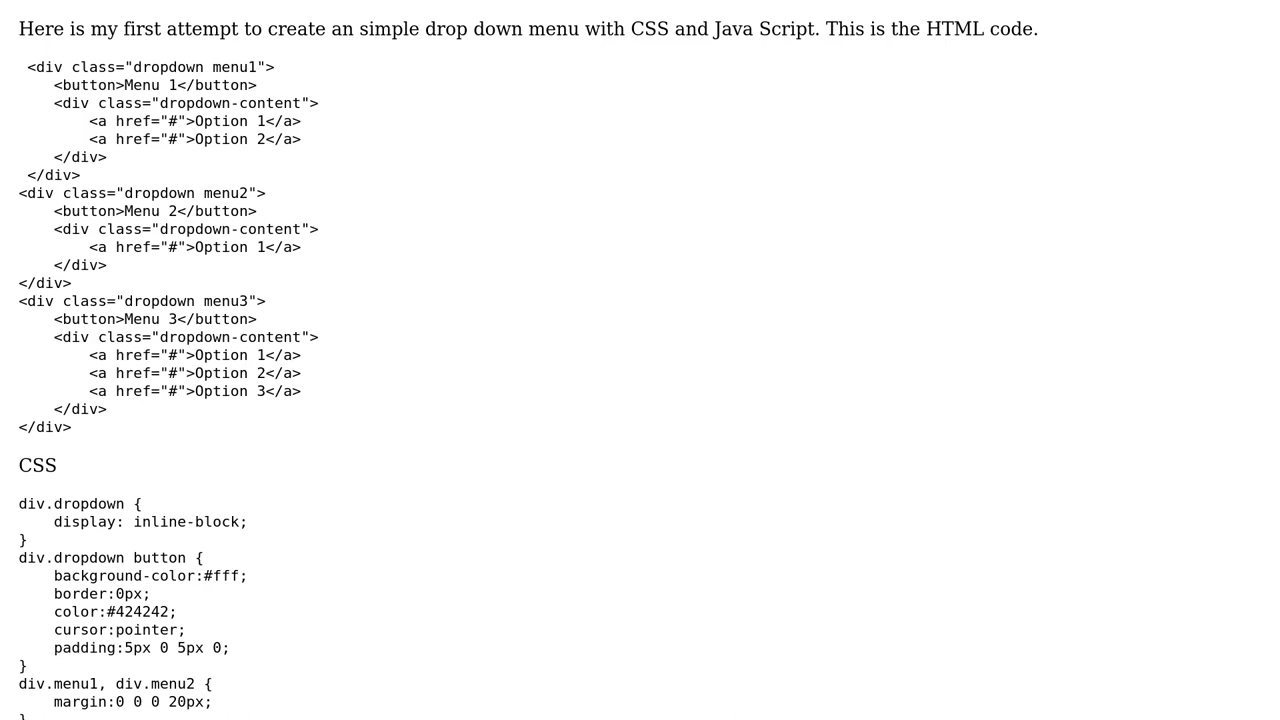 Here is my first attempt to create an simple drop down menu with CSS and Java Script. This is the HTML code.
<div class="dropdown menu1">
<button>Menu 1</button>
<div class="dropdown-content">
<a href="#">Option 1</a>
<a href="#">Option 2</a>
</div>
</div>
<div class="dropdown menu2">
<button>Menu 2</button>
<div class="dropdown-content">
<a href="#">Option 1</a>
</div>
</div>
<div class="dropdown menu3">
<button>Menu 3</button>
<div class="dropdown-content">
<a href="#">Option 1</a>
<a href="#">Option 2</a>
<a href="#">Option 3</a>
</div>
</div>
CSS
div.dropdown {
display: inline-block;
}
div.dropdown button {
background-color:#fff;
border:0px;
color:#424242;
cursor:pointer;
padding:5px 0 5px 0;
}
div.menu1, div.menu2 {
margin:0 0 0 20px;
}